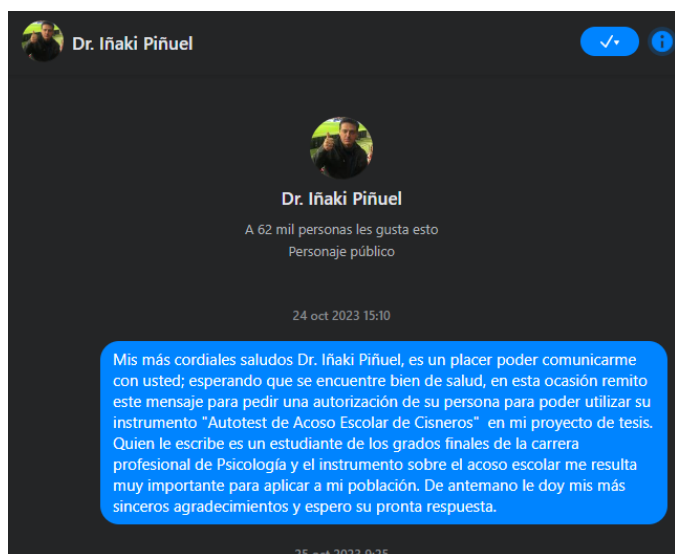 Dr. Iñaki Piñuel
Dr. Iñaki Piñuel
A 62 mil personas les gusta esto
Personaje público
24 oct 2023 15:10
Mis más cordiales saludos Dr. Iñaki Piñuel, es un placer poder comunicarme
con usted; esperando que se encuentre bien de salud, en esta ocasión remito
este mensaje para pedir una autorización de su persona para poder utilizar su
instrumento "Autotest de Acoso Escolar de Cisneros" en mi proyecto de tesis.
Quien le escribe es un estudiante de los grados finales de la carrera
profesional de Psicología y el instrumento sobre el acoso escolar me resulta
muy importante para aplicar a mi población. De antemano le doy mis más
sinceros agradecimientos y espero su pronta respuesta.
25 oct 2023 9:25